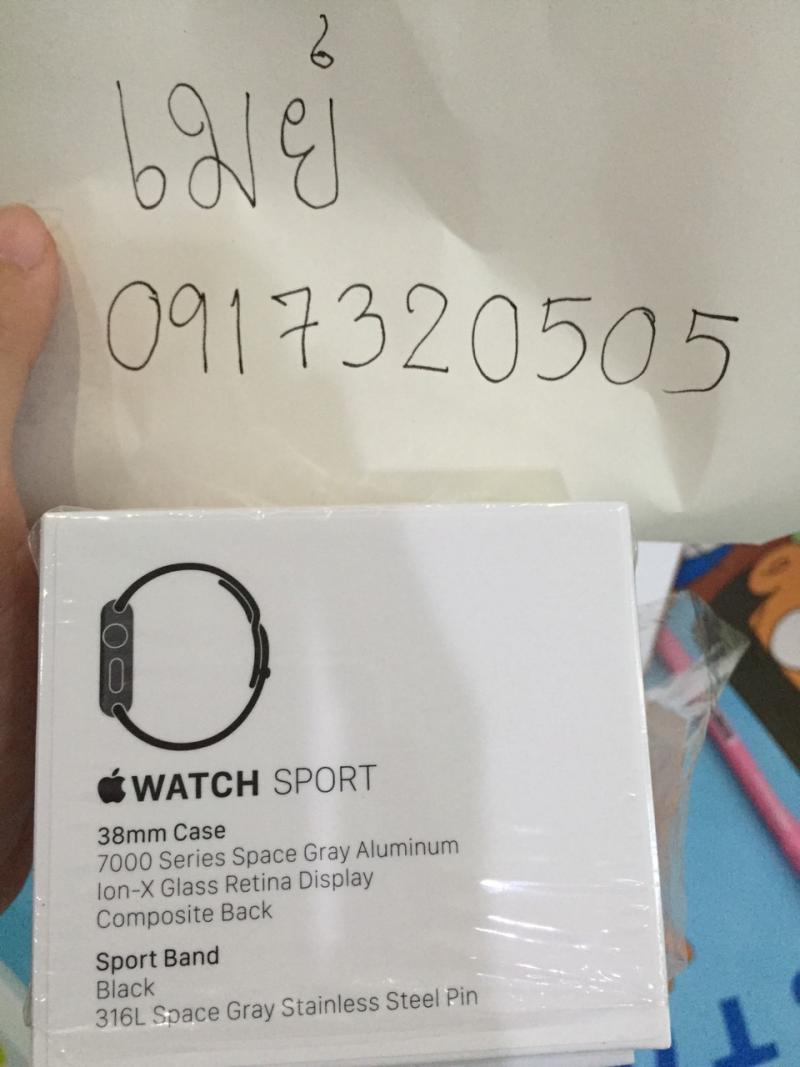 เมย์
0917320505
WATCH SPORT
38mm Case
7000 Series Space Gray Aluminum
Ion-X Glass Retina Display
Composite Back
Sport Band
Black
316L Space Gray Stainless Steel Pin